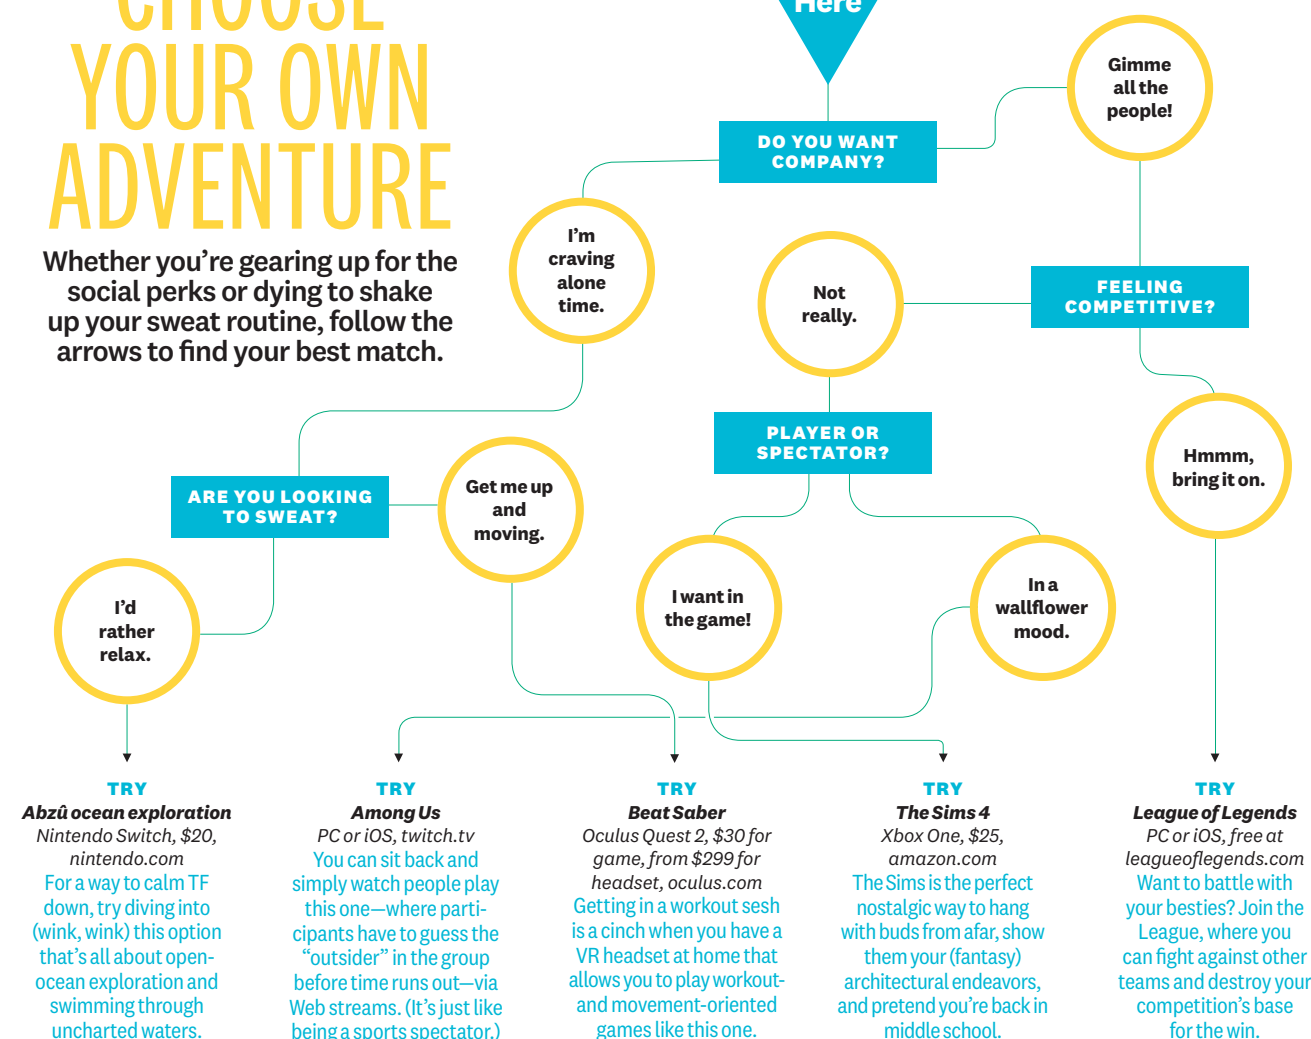 CHOOSE
YOUR OWN
ADVENTURE
Whether you're gearing up for the
social perks or dying to shake
up your sweat routine, follow the
arrows to find your best match.
Here
DO YOU WANT
COMPANY?
Gimme
all the
people!
I'm
craving
alone
time.
Not
really.
FEELING
COMPETITIVE?
PLAYER OR
SPECTATOR?
Hmmm,
bring it on.
ARE YOU LOOKING
TO SWEAT?
Get me up
and
moving.
I'd
rather
relax.
I want in
the game!
In a
wallflower
mood.
TRY
Abzû ocean exploration
Nintendo Switch, $20,
nintendo.com
For a way to calm TF
down, try diving into
(wink, wink) this option
that's all about open-
ocean exploration and
swimming through
uncharted waters.
TRY
Among Us
PC or iOS, twitch.tv
You can sit back and
simply watch people play
this one—where parti-
cipants have to guess the
“outsider” in the group
before time runs out—via
Web streams. (It's just like
being a sports spectator.)
TRY
Beat Saber
Oculus Quest 2, $30 for
game, from $299 for
headset, oculus.com
Getting in a workout sesh
is a cinch when you have a
VR headset at home that
allows you to play workout-
and movement-oriented
games like this one.
TRY
The Sims 4
Xbox One, $25,
amazon.com
The Sims is the perfect
nostalgic way to hang
with buds from afar, show
them your (fantasy)
architectural endeavors,
and pretend you're back in
middle school.
TRY
League of Legends
PC or iOS, free at
leagueoflegends.com
Want to battle with
your besties? Join the
League, where you
can fight against other
teams and destroy your
competition's base
for the win.